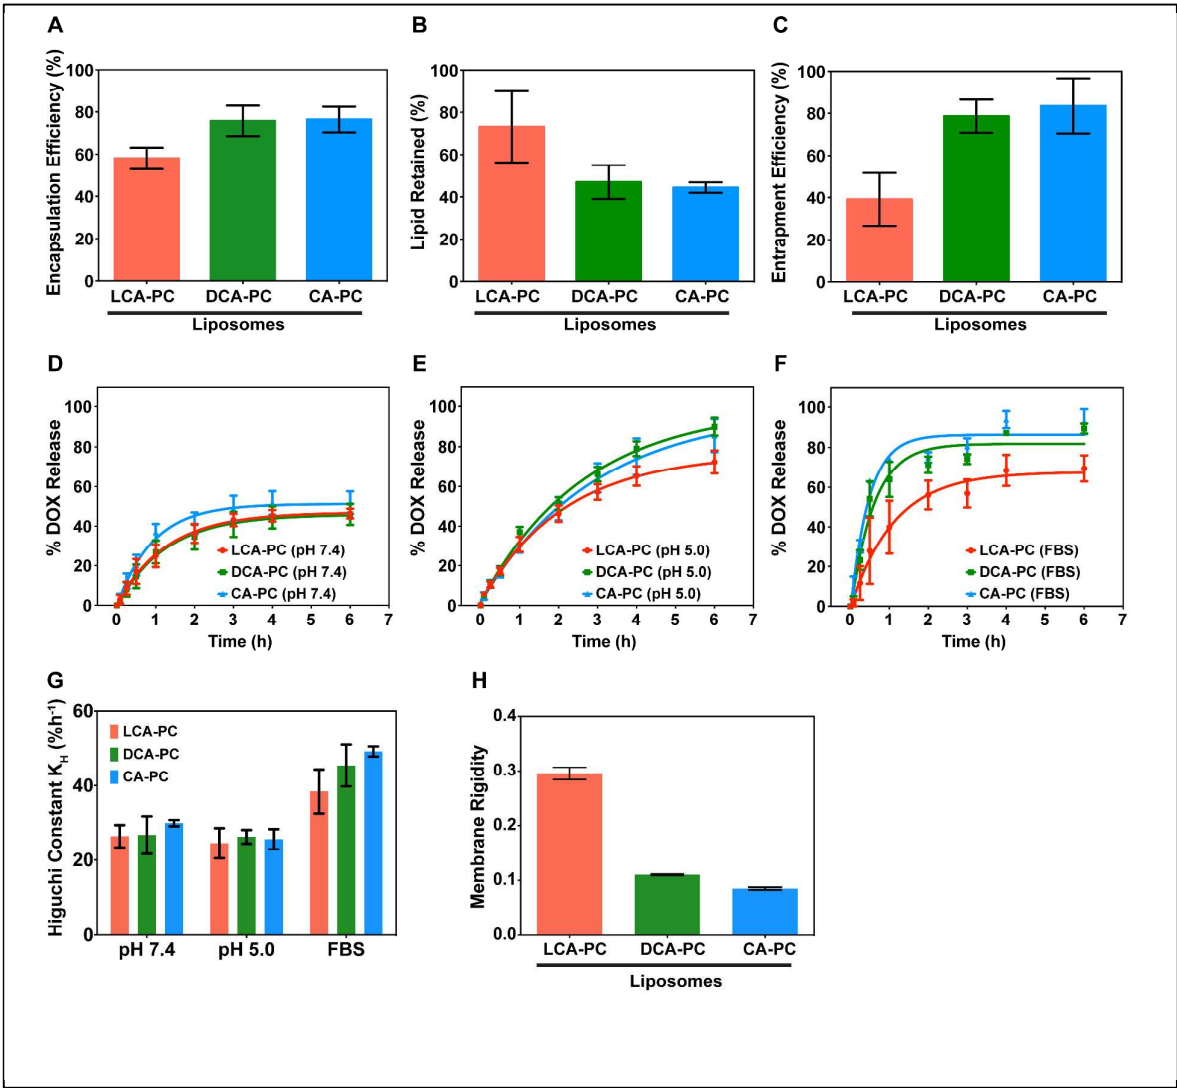 A
Encapsulation Efficiency (%)
100
80
60
40
20
0
LCA-PC DCA-PC CA-PC
Liposomes
B
Lipid Retained (%)
100
80
60
40
20
0
LCA-PC DCA-PC CA-PC
Liposomes
C
Entrapment Efficiency (%)
100
80
60
40
20
0
LCA-PC DCA-PC CA-PC
Liposomes
D
% DOX Release
100
80
60
40
20
0
LCA-PC (pH 7.4)
DCA-PC (pH 7.4)
CA-PC (pH 7.4)
0 1 2 3 4 5 6 7
Time (h)
E
% DOX Release
100
80
60
40
20
0
LCA-PC (pH 5.0)
DCA-PC (pH 5.0)
CA-PC (pH 5.0)
0 1 2 3 4 5 6 7
Time (h)
F
% DOX Release
100
80
60
40
20
0
LCA-PC (FBS)
DCA-PC (FBS)
CA-PC (FBS)
0 1 2 3 4 5 6 7
Time (h)
G
Higuchi Constant K_H (%h⁻¹)
60
40
20
0
LCA-PC
DCA-PC
CA-PC
pH 7.4 pH 5.0 FBS
H
Membrane Rigidity
0.4
0.3
0.2
0.1
0.0
LCA-PC DCA-PC CA-PC
Liposomes